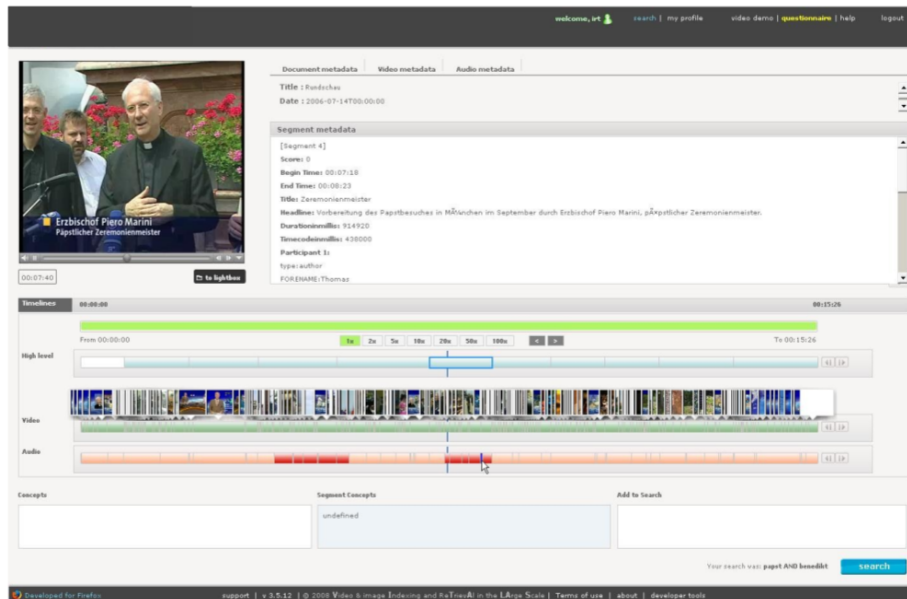 welcome, irt search | my profile video demo | questionnaire | help logout
Document metadata Video metadata Audio metadata
Title : Rundschau
Date : 2006-07-14T00:00:00
Segment metadata
[Segment 4]
Score: 0
Begin Time: 00:07:18
End Time: 00:08:23
Title: Zeremonienmeister
Headline: Vorbereitung des Papstbesuches in MÃ¼nchen im September durch Erzbischof Piero Marini, pÃ¤pstlicher Zeremonienmeister.
Durationinmillis: 914920
Timecodeinmillis: 438000
Participant 1:
type:author
FORENAME:Thomas
Erzbischof Piero Marini
Päpstlicher Zeremonienmeister
00:07:40 to lightbox
Timelines 00:00:00 00:15:26
From 00:00:00 1x 2x 5x 10x 20x 50x 100x < > To 00:15:26
High level
Video
Audio
Concepts Segment Concepts Add to Search
undefined
Your search was: papst AND benedikt search
Developed for Firefox support | v 3.5.12 | © 2008 Video & image Indexing and ReTrievAl in the LArge Scale | Terms of use | about | developer tools